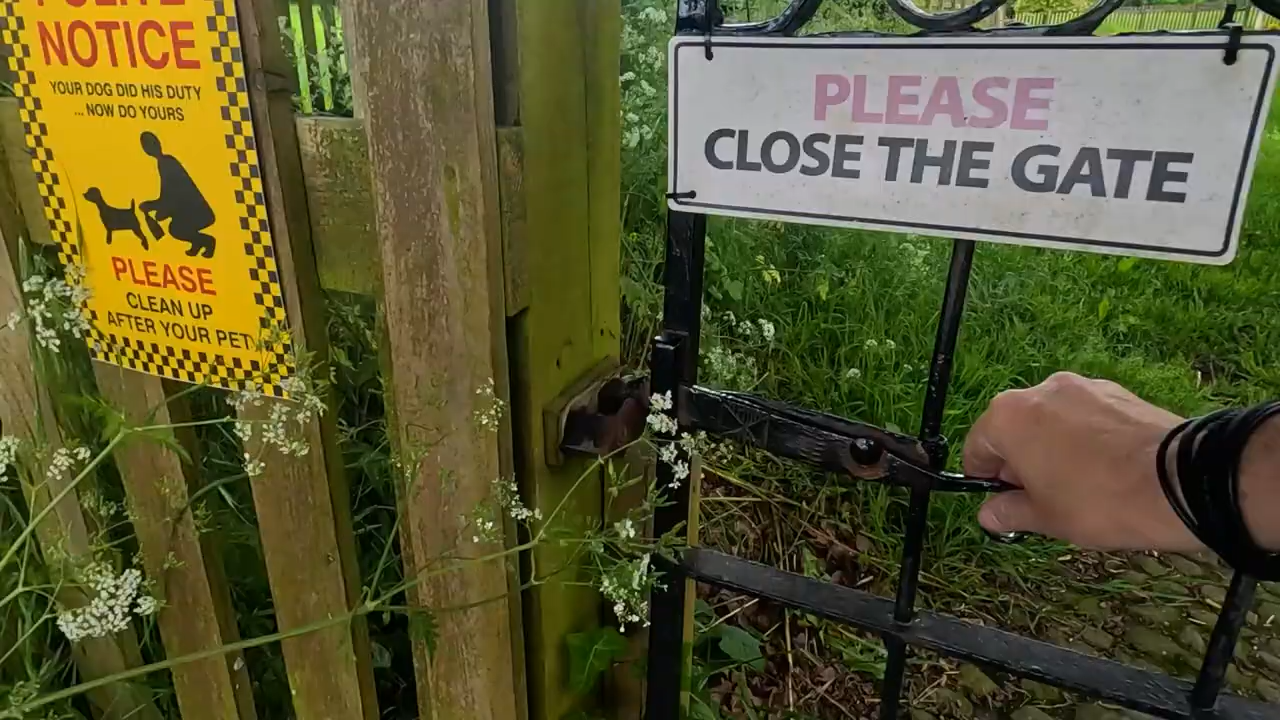 POLITE
NOTICE
YOUR DOG DID HIS DUTY
... NOW DO YOURS
PLEASE
CLEAN UP
AFTER YOUR PET
PLEASE
CLOSE THE GATE